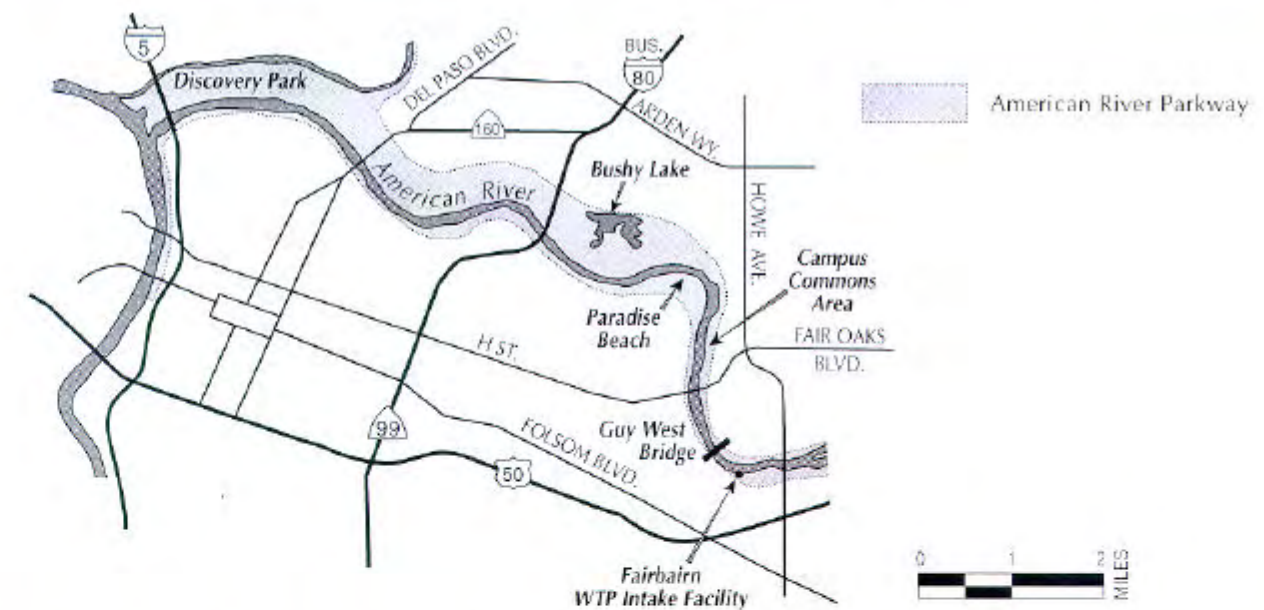 5
Discovery Park
DEL PASO BLVD.
BUS.
80
160
ARDEN WY.
American River Parkway
American River
Bushy Lake
HOWE AVE.
Campus
Commons
Area
Paradise
Beach
FAIR OAKS
BLVD.
H ST.
99
FOLSOM BLVD.
Guy West
Bridge
50
Fairbairn
WTP Intake Facility
0 1 2
MILES